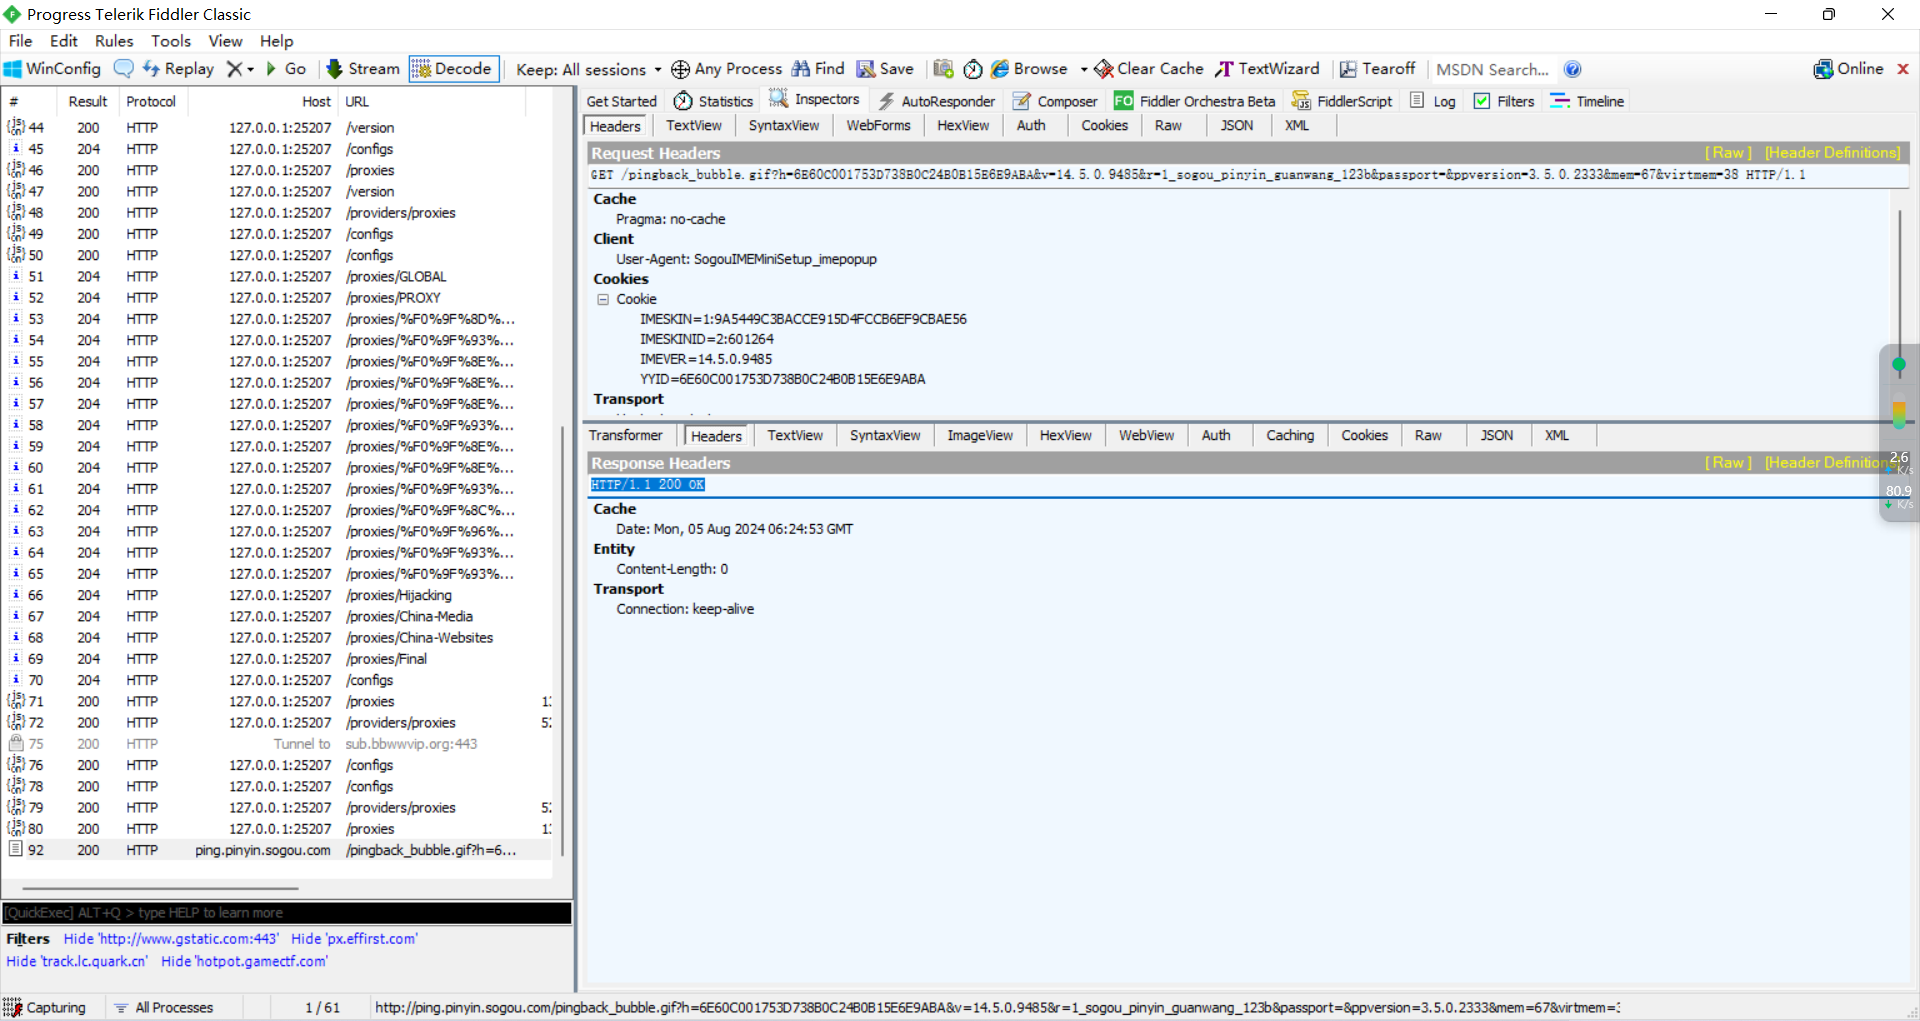 Progress Telerik Fiddler Classic
File Edit Rules Tools View Help
WinConfig Replay Go Stream Decode Keep: All sessions Any Process Find Save Browse Clear Cache TextWizard Tearoff MSDN Search... Online
# Result Protocol Host URL
44 200 HTTP 127.0.0.1:25207 /version
45 204 HTTP 127.0.0.1:25207 /configs
46 200 HTTP 127.0.0.1:25207 /proxies
47 200 HTTP 127.0.0.1:25207 /version
48 200 HTTP 127.0.0.1:25207 /providers/proxies
49 200 HTTP 127.0.0.1:25207 /configs
50 200 HTTP 127.0.0.1:25207 /configs
51 204 HTTP 127.0.0.1:25207 /proxies/GLOBAL
52 204 HTTP 127.0.0.1:25207 /proxies/PROXY
53 204 HTTP 127.0.0.1:25207 /proxies/%F0%9F%8D%...
54 204 HTTP 127.0.0.1:25207 /proxies/%F0%9F%93%...
55 204 HTTP 127.0.0.1:25207 /proxies/%F0%9F%8E%...
56 204 HTTP 127.0.0.1:25207 /proxies/%F0%9F%8E%...
57 204 HTTP 127.0.0.1:25207 /proxies/%F0%9F%8E%...
58 204 HTTP 127.0.0.1:25207 /proxies/%F0%9F%93%...
59 204 HTTP 127.0.0.1:25207 /proxies/%F0%9F%8E%...
60 204 HTTP 127.0.0.1:25207 /proxies/%F0%9F%8E%...
61 204 HTTP 127.0.0.1:25207 /proxies/%F0%9F%93%...
62 204 HTTP 127.0.0.1:25207 /proxies/%F0%9F%8C%...
63 204 HTTP 127.0.0.1:25207 /proxies/%F0%9F%96%...
64 204 HTTP 127.0.0.1:25207 /proxies/%F0%9F%93%...
65 204 HTTP 127.0.0.1:25207 /proxies/%F0%9F%93%...
66 204 HTTP 127.0.0.1:25207 /proxies/Hijacking
67 204 HTTP 127.0.0.1:25207 /proxies/China-Media
68 204 HTTP 127.0.0.1:25207 /proxies/China-Websites
69 204 HTTP 127.0.0.1:25207 /proxies/Final
70 204 HTTP 127.0.0.1:25207 /configs
71 200 HTTP 127.0.0.1:25207 /proxies
72 200 HTTP 127.0.0.1:25207 /providers/proxies
75 200 HTTP Tunnel to sub.bbwwvip.org:443
76 200 HTTP 127.0.0.1:25207 /configs
78 200 HTTP 127.0.0.1:25207 /configs
79 200 HTTP 127.0.0.1:25207 /providers/proxies
80 200 HTTP 127.0.0.1:25207 /proxies
92 200 HTTP ping.pinyin.sogou.com /pingback_bubble.gif?h=6...
[QuickExec] ALT+Q > type HELP to learn more
Filters Hide 'http://www.gstatic.com:443' Hide 'px.effirst.com'
Hide 'track.lc.quark.cn' Hide 'hotpot.gamectf.com'
Get Started Statistics Inspectors AutoResponder Composer FO Fiddler Orchestra Beta FiddlerScript Log Filters Timeline
Headers TextView SyntaxView WebForms HexView Auth Cookies Raw JSON XML
Request Headers [ Raw ] [Header Definitions]
GET /pingback_bubble.gif?h=6E60C001753D738B0C24B0B15E6E9ABA&v=14.5.0.9485&r=1_sogou_pinyin_guanwang_123b&passport=&ppversion=3.5.0.2333&mem=67&virtmem=38 HTTP/1.1
Cache
Pragma: no-cache
Client
User-Agent: SogouIMEMiniSetup_imepopup
Cookies
Cookie
IMESKIN=1:9A5449C3BACCE915D4FCCB6EF9CBAE56
IMESKINID=2:601264
IMEVER=14.5.0.9485
YYID=6E60C001753D738B0C24B0B15E6E9ABA
Transport
Transformer Headers TextView SyntaxView ImageView HexView WebView Auth Caching Cookies Raw JSON XML
Response Headers [ Raw ] [Header Definitions
HTTP/1.1 200 OK
Cache
Date: Mon, 05 Aug 2024 06:24:53 GMT
Entity
Content-Length: 0
Transport
Connection: keep-alive
2.6
K/s
80.9
K/s
Capturing All Processes 1 / 61 http://ping.pinyin.sogou.com/pingback_bubble.gif?h=6E60C001753D738B0C24B0B15E6E9ABA&v=14.5.0.9485&r=1_sogou_pinyin_guanwang_123b&passport=&ppversion=3.5.0.2333&mem=67&virtmem=